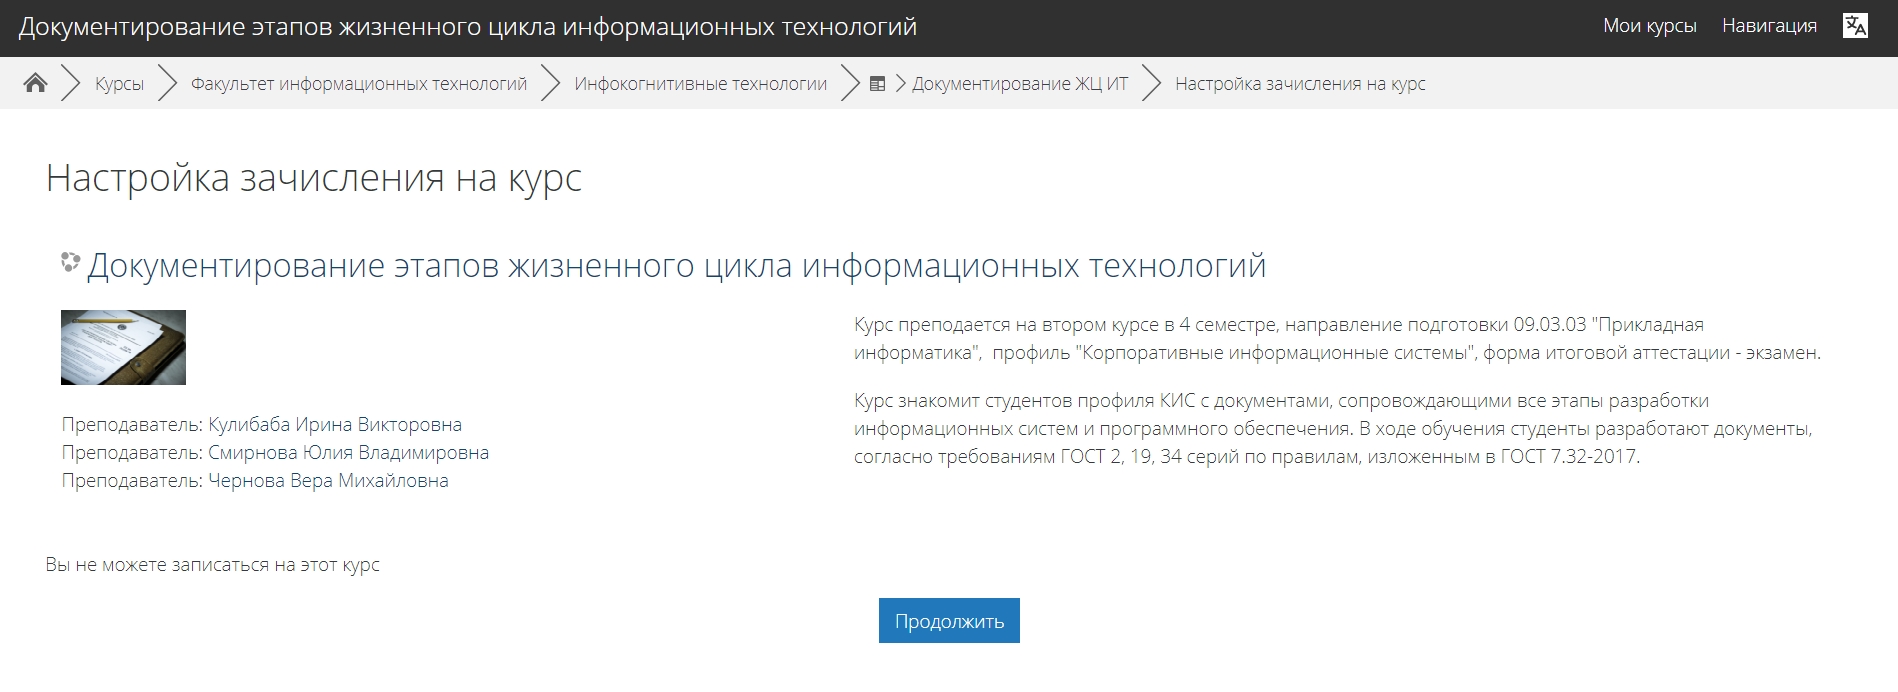 Документирование этапов жизненного цикла информационных технологий
Мои курсы Навигация
Курсы Факультет информационных технологий Инфокогнитивные технологии Документирование ЖЦ ИТ Настройка зачисления на курс
Настройка зачисления на курс
Документирование этапов жизненного цикла информационных технологий
Преподаватель: Кулибаба Ирина Викторовна
Преподаватель: Смирнова Юлия Владимировна
Преподаватель: Чернова Вера Михайловна
Курс преподается на втором курсе в 4 семестре, направление подготовки 09.03.03 "Прикладная
информатика", профиль "Корпоративные информационные системы", форма итоговой аттестации - экзамен.
Курс знакомит студентов профиля КИС с документами, сопровождающими все этапы разработки
информационных систем и программного обеспечения. В ходе обучения студенты разработают документы,
согласно требованиям ГОСТ 2, 19, 34 серий по правилам, изложенным в ГОСТ 7.32-2017.
Вы не можете записаться на этот курс
Продолжить